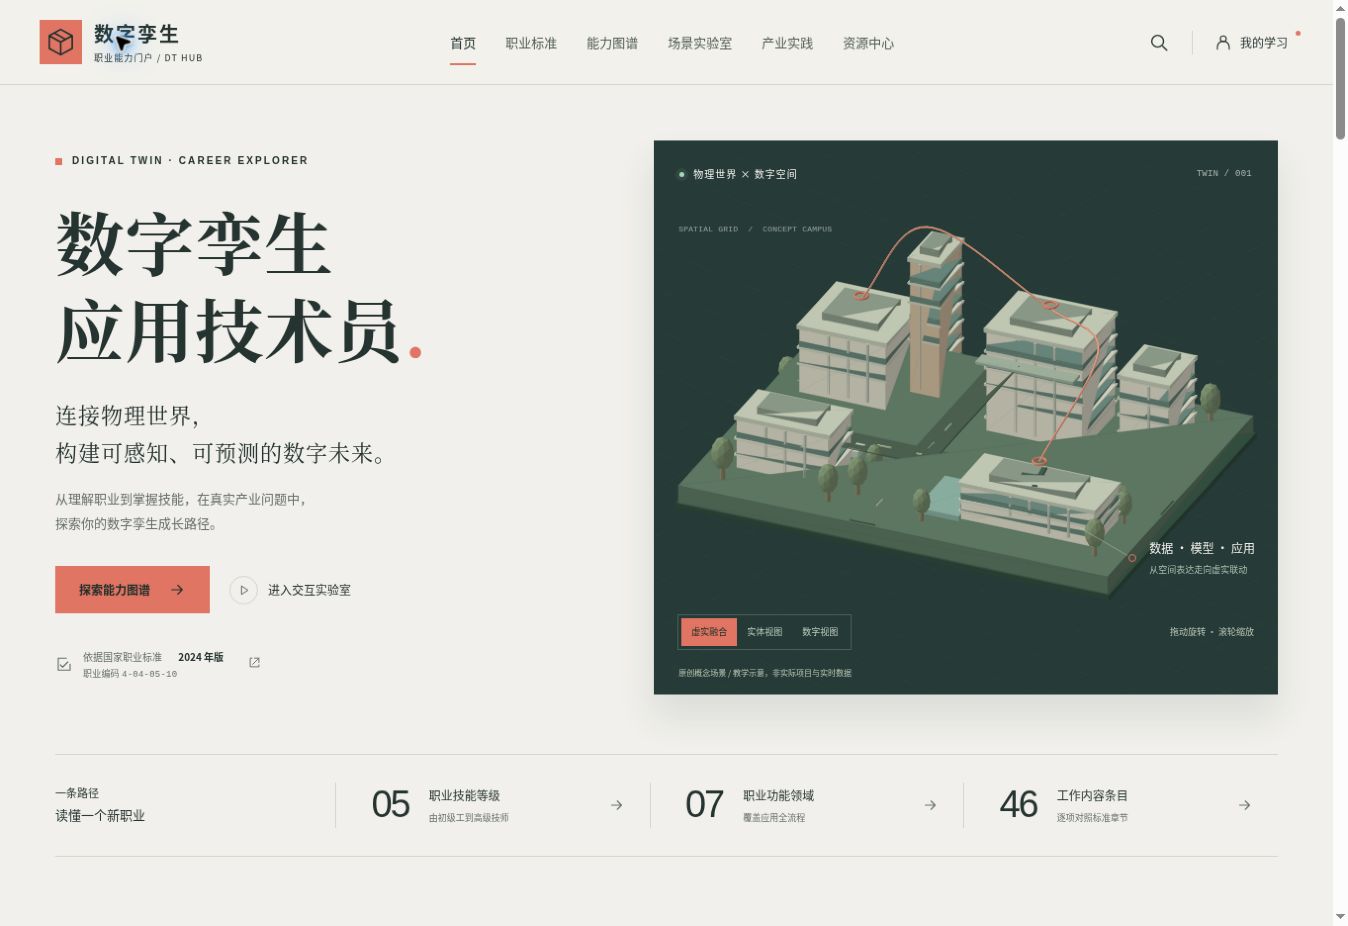 数字孪生
职业能力门户 / DT HUB
首页
职业标准
能力图谱
场景实验室
产业实践
资源中心
我的学习
DIGITAL TWIN · CAREER EXPLORER
数字孪生
应用技术员.
连接物理世界，
构建可感知、可预测的数字未来。
从理解职业到掌握技能，在真实产业问题中，
探索你的数字孪生成长路径。
探索能力图谱
进入交互实验室
依据国家职业标准 2024 年版
职业编码 4-04-05-10
物理世界 × 数字空间
TWIN / 001
SPATIAL GRID / CONCEPT CAMPUS
数据 · 模型 · 应用
从空间表达走向虚实联动
虚实融合
实体视图
数字视图
拖动旋转 · 滚轮缩放
原创概念场景 / 教学示意，非实际项目与实时数据
一条路径
读懂一个新职业
05
职业技能等级
由初级工到高级技师
07
职业功能领域
覆盖应用全流程
46
工作内容条目
逐项对照标准章节